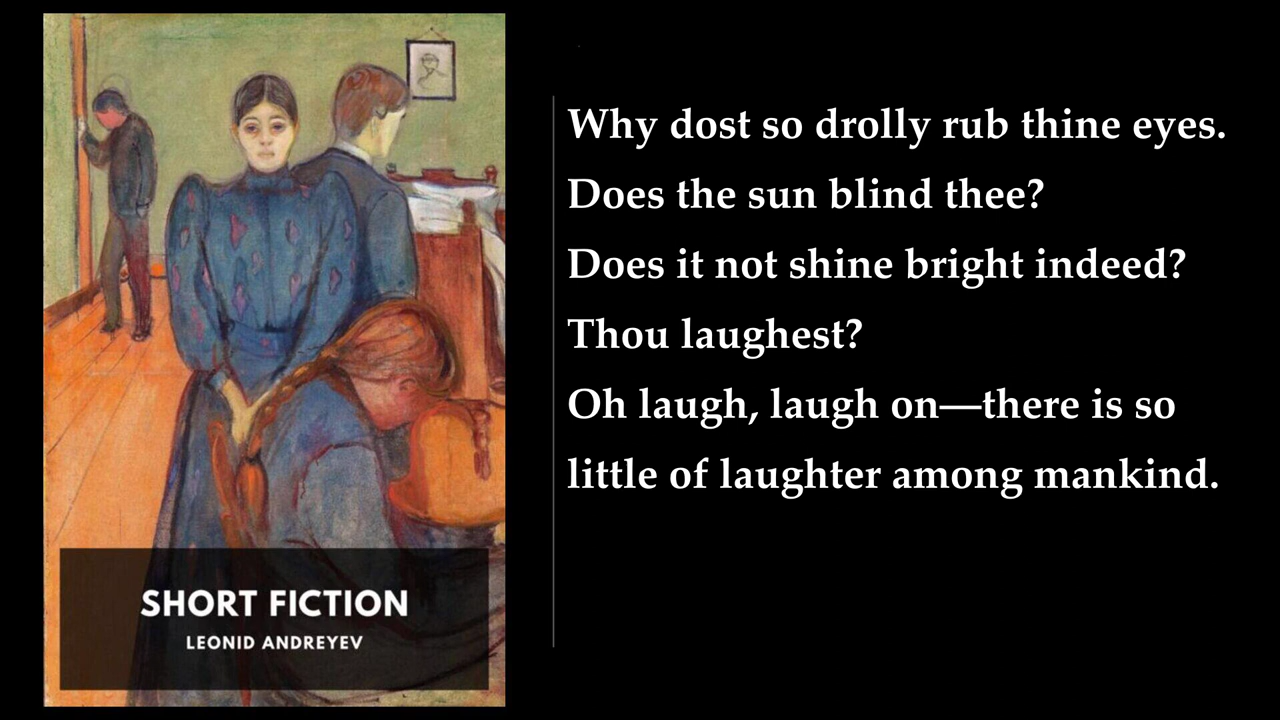 Why dost so drolly rub thine eyes.
Does the sun blind thee?
Does it not shine bright indeed?
Thou laughest?
Oh laugh, laugh on—there is so
little of laughter among mankind.
SHORT FICTION
LEONID ANDREYEV